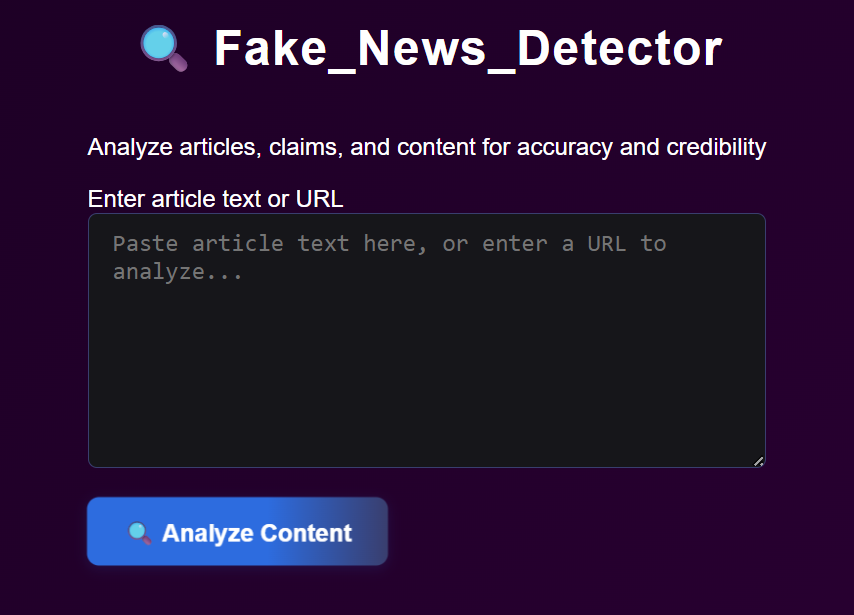 Fake_News_Detector
Analyze articles, claims, and content for accuracy and credibility
Enter article text or URL
Paste article text here, or enter a URL to
analyze...
Analyze Content